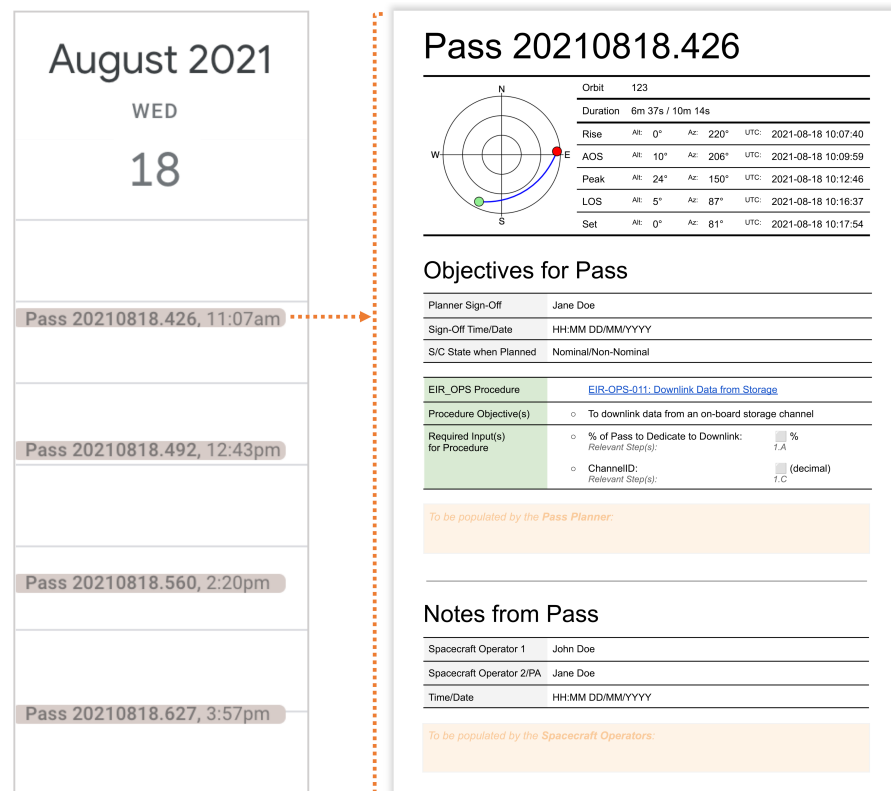 August 2021
WED
18
Pass 20210818.426, 11:07am
Pass 20210818.492, 12:43pm
Pass 20210818.560, 2:20pm
Pass 20210818.627, 3:57pm
Pass 20210818.426
N
W
E
S
Orbit 123
Duration 6m 37s / 10m 14s
Rise Alt: 0° Az: 220° UTC: 2021-08-18 10:07:40
AOS Alt: 10° Az: 206° UTC: 2021-08-18 10:09:59
Peak Alt: 24° Az: 150° UTC: 2021-08-18 10:12:46
LOS Alt: 5° Az: 87° UTC: 2021-08-18 10:16:37
Set Alt: 0° Az: 81° UTC: 2021-08-18 10:17:54
Objectives for Pass
Planner Sign-Off Jane Doe
Sign-Off Time/Date HH:MM DD/MM/YYYY
S/C State when Planned Nominal/Non-Nominal
EIR_OPS Procedure EIR-OPS-011: Downlink Data from Storage
Procedure Objective(s) ○ To downlink data from an on-board storage channel
Required Input(s) ○ % of Pass to Dedicate to Downlink: %
for Procedure Relevant Step(s): 1.A
○ ChannelID: (decimal)
Relevant Step(s): 1.C
To be populated by the Pass Planner:
Notes from Pass
Spacecraft Operator 1 John Doe
Spacecraft Operator 2/PA Jane Doe
Time/Date HH:MM DD/MM/YYYY
To be populated by the Spacecraft Operators: